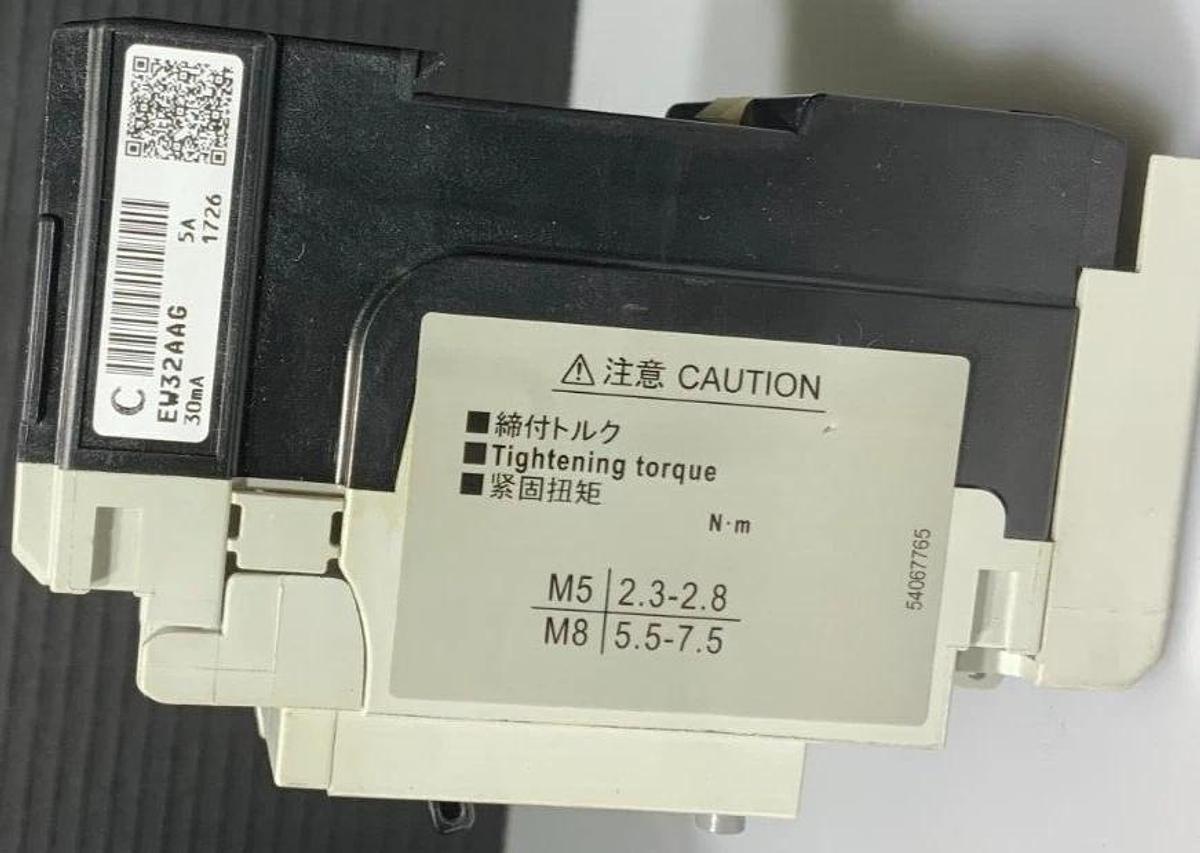 C
EW32AAG
30mA
5A
1726
⚠注意 CAUTION
■締付トルク
■Tightening torque
■紧固扭矩
N·m
M5 2.3-2.8
M8 5.5-7.5
54067765